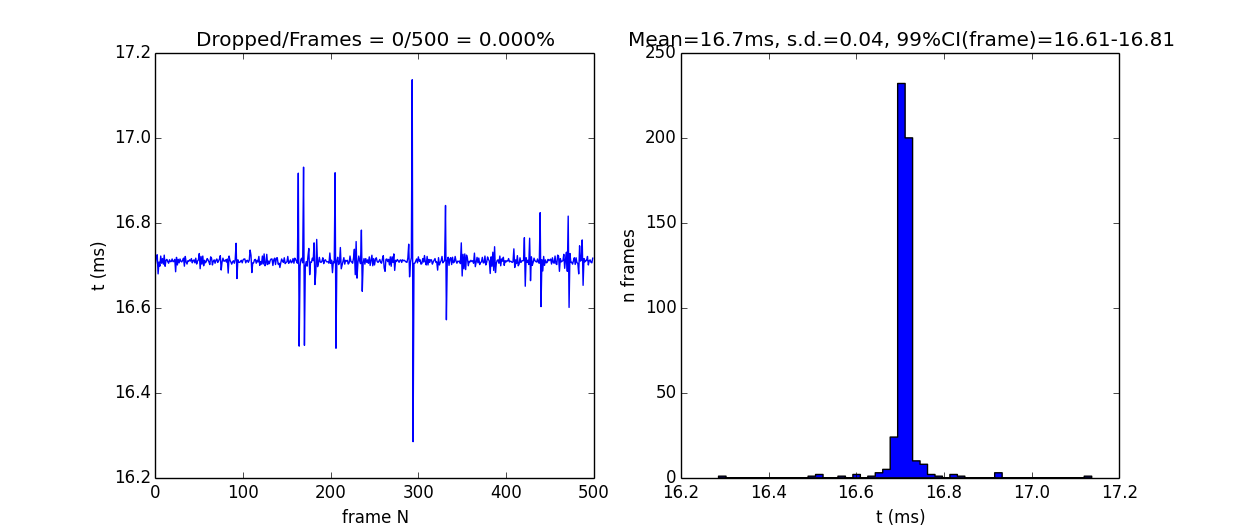 Dropped/Frames = 0/500 = 0.000%
17.2
17.0
16.8
16.6
16.4
16.2
t (ms)
0 100 200 300 400 500
frame N
Mean=16.7ms, s.d.=0.04, 99%CI(frame)=16.61-16.81
250
200
150
100
50
0
n frames
16.2 16.4 16.6 16.8 17.0 17.2
t (ms)